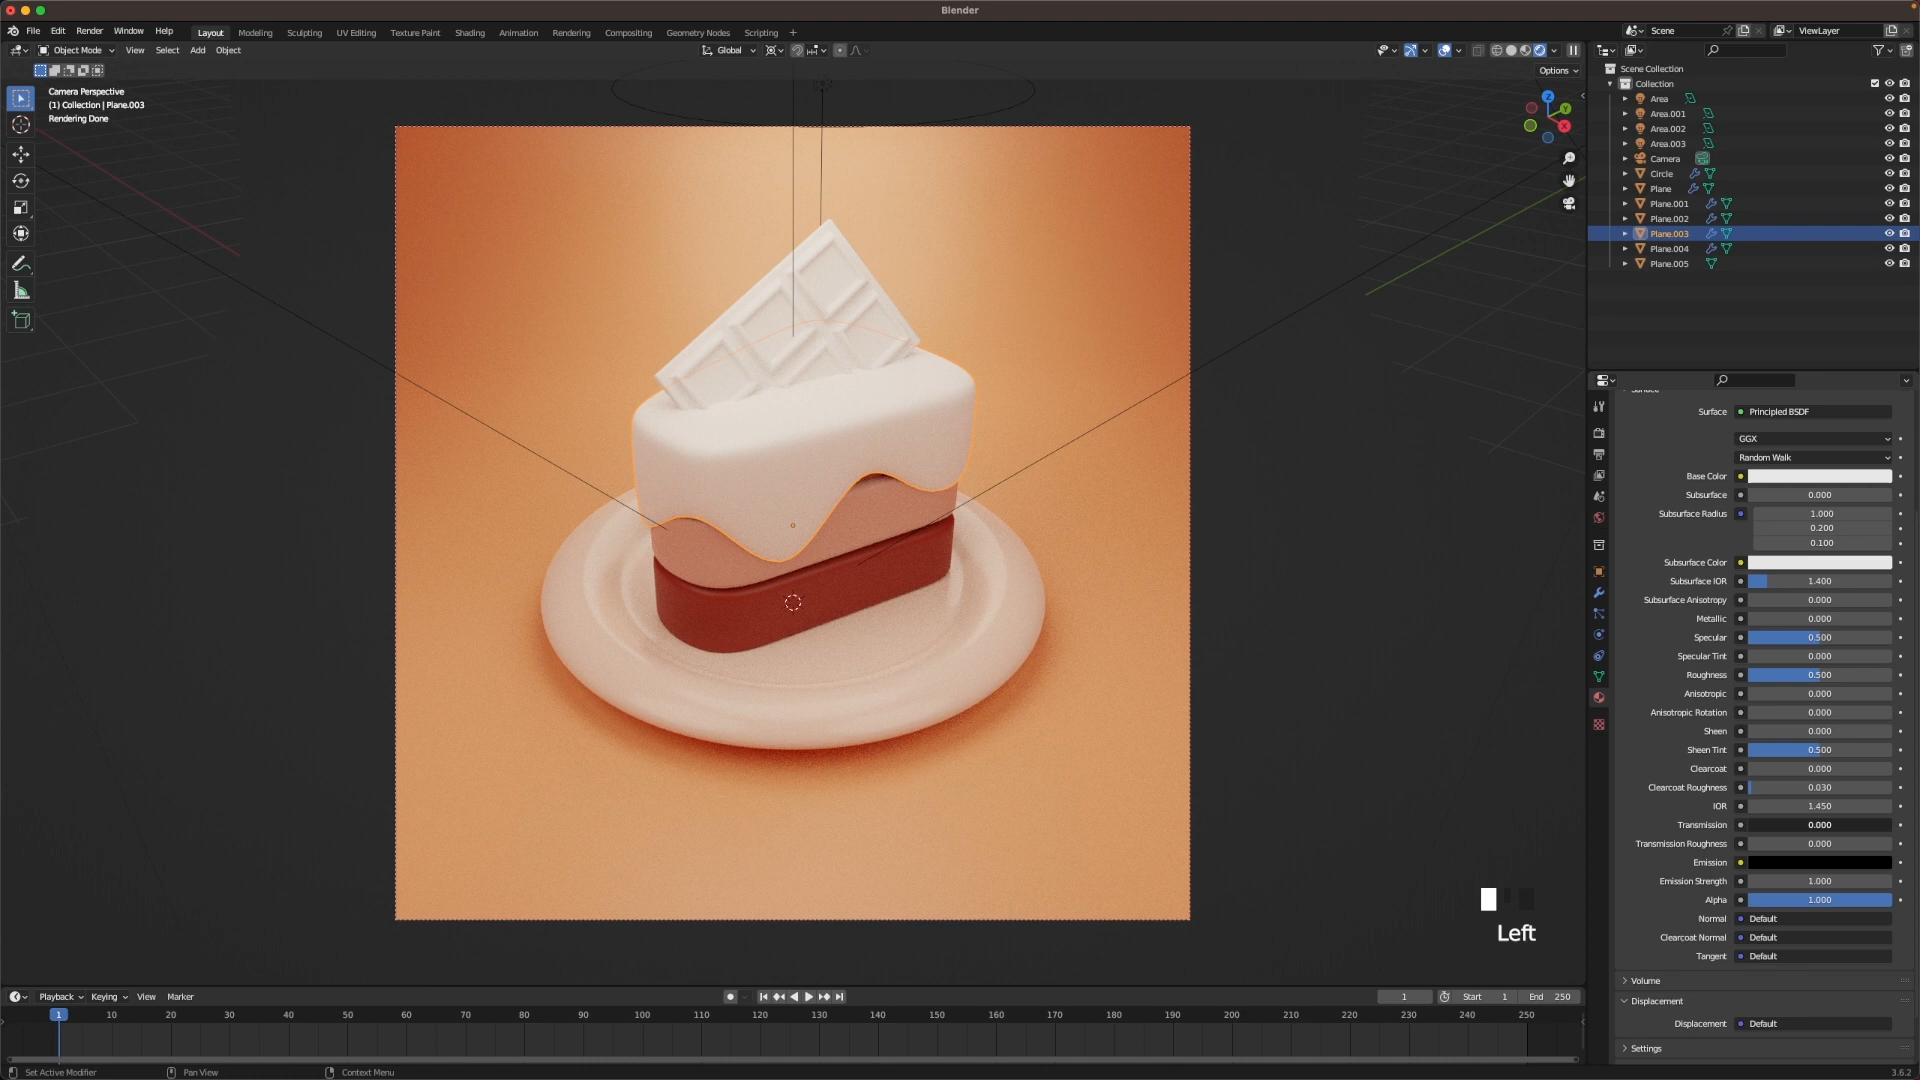 Blender
File Edit Render Window Help Layout Modeling Sculpting UV Editing Texture Paint Shading Animation Rendering Compositing Geometry Nodes Scripting + Scene ViewLayer
Object Mode View Select Add Object Global
Options
Camera Perspective
(1) Collection | Plane.003
Rendering Done
Z
Y
X
Scene Collection
Collection
Area
Area.001
Area.002
Area.003
Camera
Circle
Plane
Plane.001
Plane.002
Plane.003
Plane.004
Plane.005
Surface
Surface Principled BSDF
GGX
Random Walk
Base Color
Subsurface 0.000
Subsurface Radius 1.000
0.200
0.100
Subsurface Color
Subsurface IOR 1.400
Subsurface Anisotropy 0.000
Metallic 0.000
Specular 0.500
Specular Tint 0.000
Roughness 0.500
Anisotropic 0.000
Anisotropic Rotation 0.000
Sheen 0.000
Sheen Tint 0.500
Clearcoat 0.000
Clearcoat Roughness 0.030
IOR 1.450
Transmission 0.000
Transmission Roughness 0.000
Emission
Emission Strength 1.000
Alpha 1.000
Normal Default
Clearcoat Normal Default
Tangent Default
Volume
Displacement
Displacement Default
Settings
Left
Playback Keying View Marker 1 Start 1 End 250
1 10 20 30 40 50 60 70 80 90 100 110 120 130 140 150 160 170 180 190 200 210 220 230 240 250
Set Active Modifier Pan View Context Menu 3.6.2